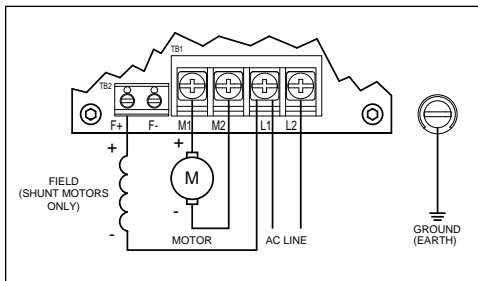 TB1
TB2
F+ F- M1 M2 L1 L2
+ +
FIELD
(SHUNT MOTORS
ONLY)
M
- -
MOTOR AC LINE
GROUND
(EARTH)